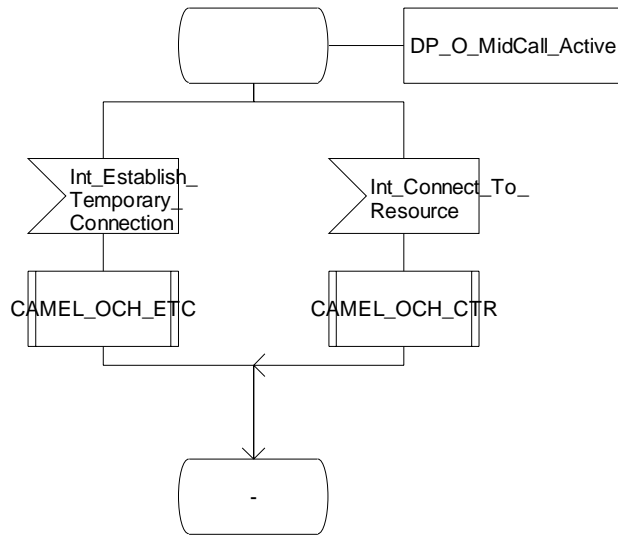 DP_O_MidCall_Active
Int_Establish_
Temporary_
Connection
Int_Connect_To_
Resource
CAMEL_OCH_ETC
CAMEL_OCH_CTR
-